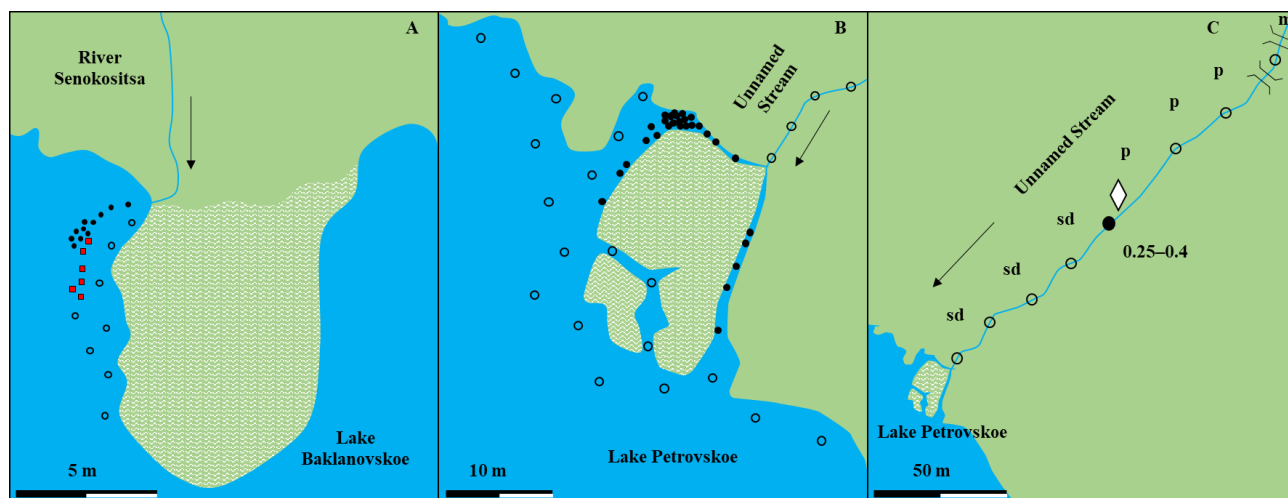 A
River
Senokositsa
Lake
Baklanovskoe
5 m
B
Unnamed
Stream
Lake Petrovskoe
10 m
C
m
p
p
p
Unnamed Stream
sd
0.25–0.4
sd
sd
Lake Petrovskoe
50 m